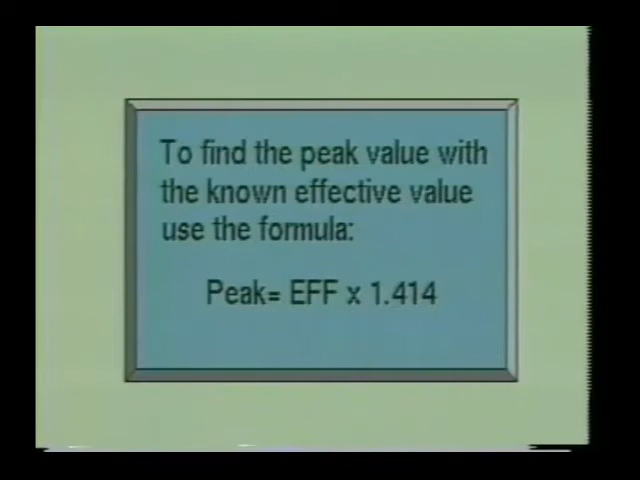 To find the peak value with
the known effective value
use the formula:
Peak= EFF x 1.414